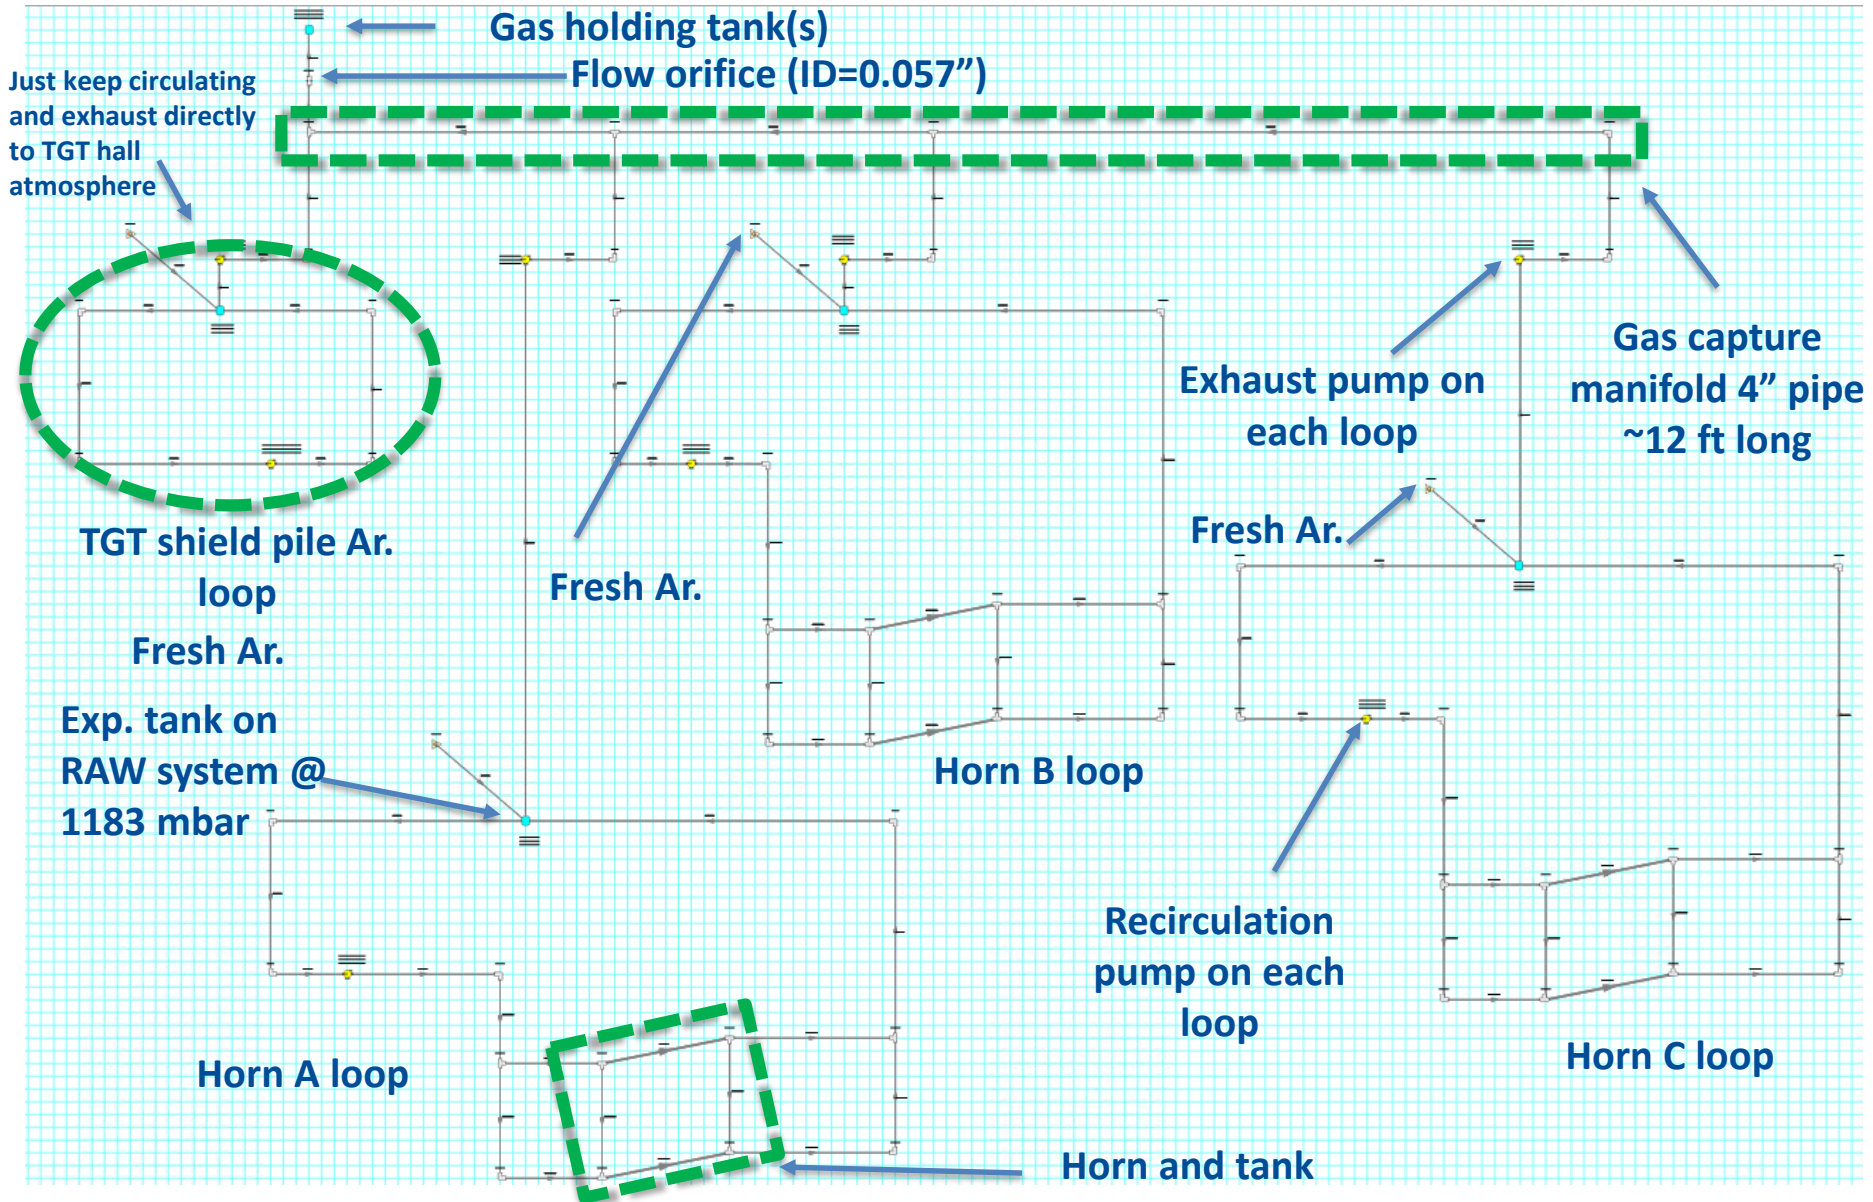 Gas holding tank(s)
Flow orifice (ID=0.057”)
Just keep circulating
and exhaust directly
to TGT hall
atmosphere
Gas capture
manifold 4” pipe
~12 ft long
Exhaust pump on
each loop
Fresh Ar.
TGT shield pile Ar.
loop
Fresh Ar.
Fresh Ar.
Exp. tank on
RAW system @
1183 mbar
Horn B loop
Recirculation
pump on each
loop
Horn A loop
Horn C loop
Horn and tank